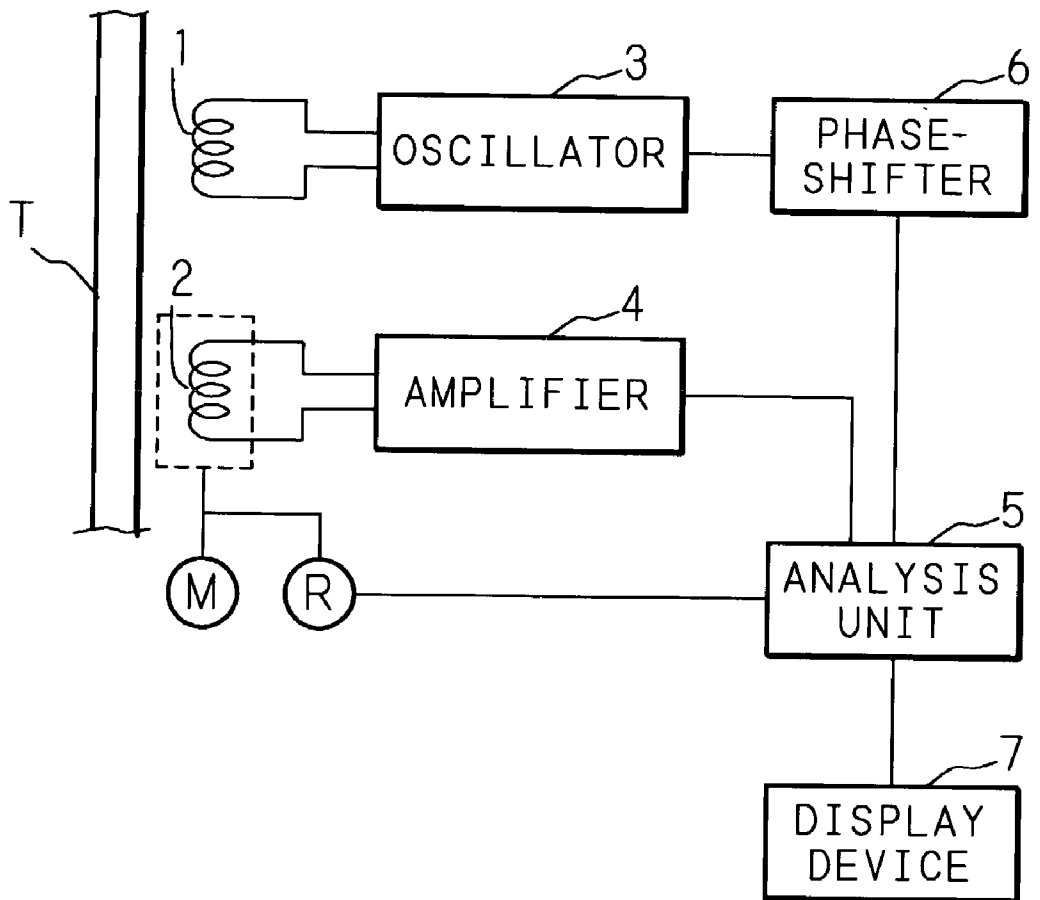 1
3
OSCILLATOR
6
PHASE-
SHIFTER
T
2
4
AMPLIFIER
M
R
5
ANALYSIS
UNIT
7
DISPLAY
DEVICE